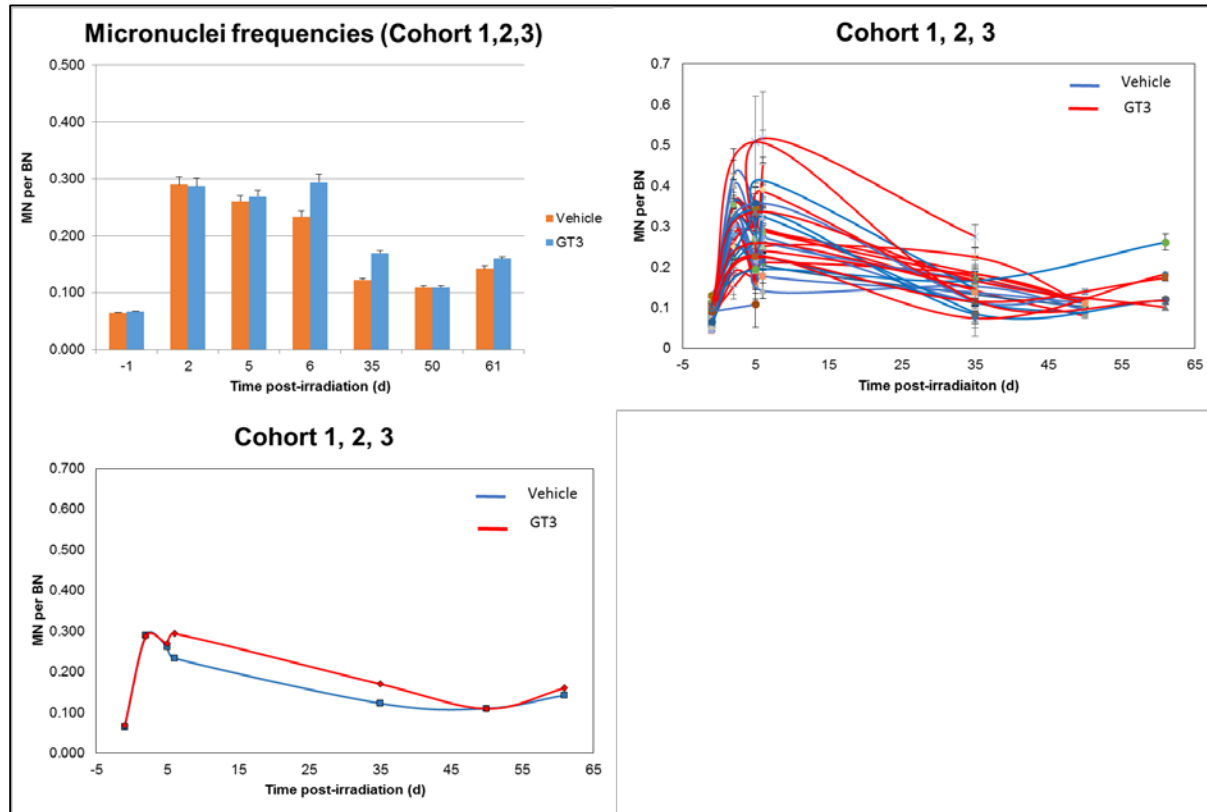 Micronuclei frequencies (Cohort 1,2,3)
MN per BN
0.500
0.400
0.300
0.200
0.100
0.000
-1 2 5 6 35 50 61
Time post-irradiation (d)
Vehicle
GT3
Cohort 1, 2, 3
MN per BN
0.7
0.6
0.5
0.4
0.3
0.2
0.1
0
-5 5 15 25 35 45 55 65
Time post-irradiaiton (d)
Vehicle
GT3
Cohort 1, 2, 3
MN per BN
0.700
0.600
0.500
0.400
0.300
0.200
0.100
0.000
-5 5 15 25 35 45 55 65
Time post-irradiation (d)
Vehicle
GT3